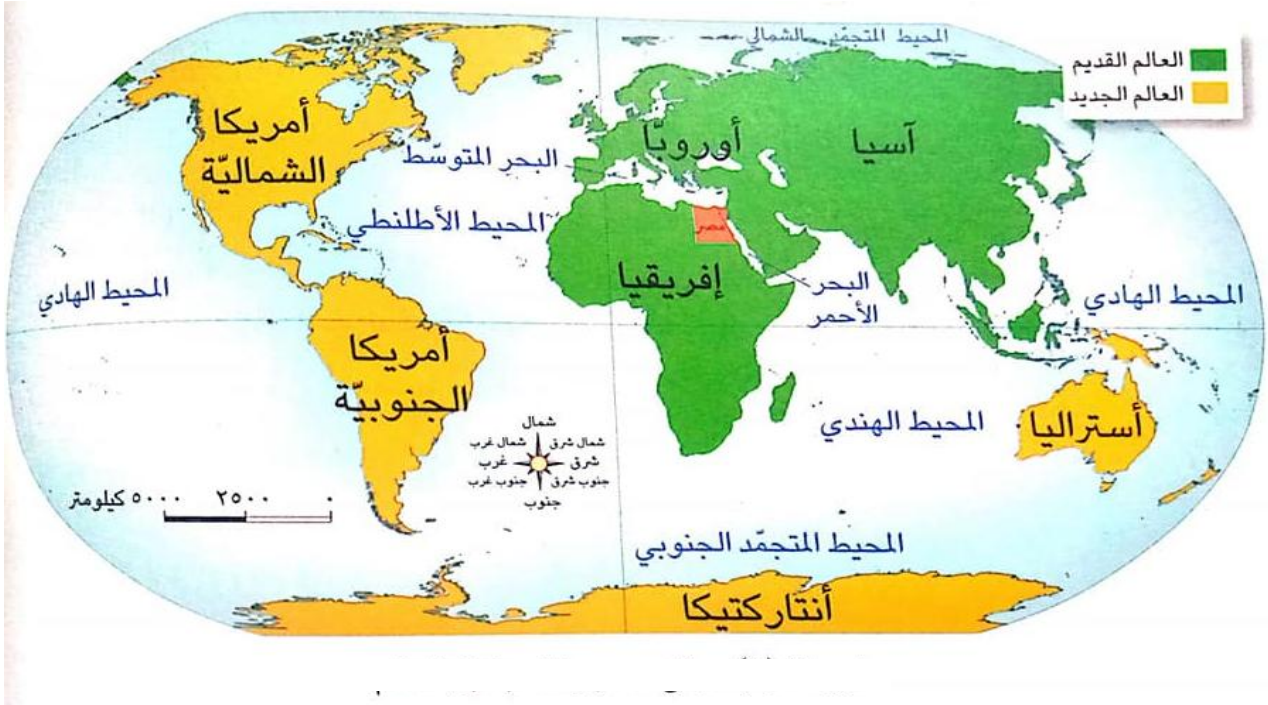 المحيط المتجمّد الشمالي
العالم القديم
العالم الجديد
أمريكا
الشماليّة
أوروبّا
آسيا
البحر المتوسّط
المحيط الأطلنطي
مصر
إفريقيا
البحر
الأحمر
المحيط الهادي
المحيط الهادي
أمريكا
الجنوبيّة
المحيط الهندي
أستراليا
شمال
شمال غرب شمال شرق
غرب شرق
جنوب غرب جنوب شرق
جنوب
٠ ٢٥٠٠ ٥٠٠٠ كيلومتر
المحيط المتجمّد الجنوبي
أنتاركتيكا